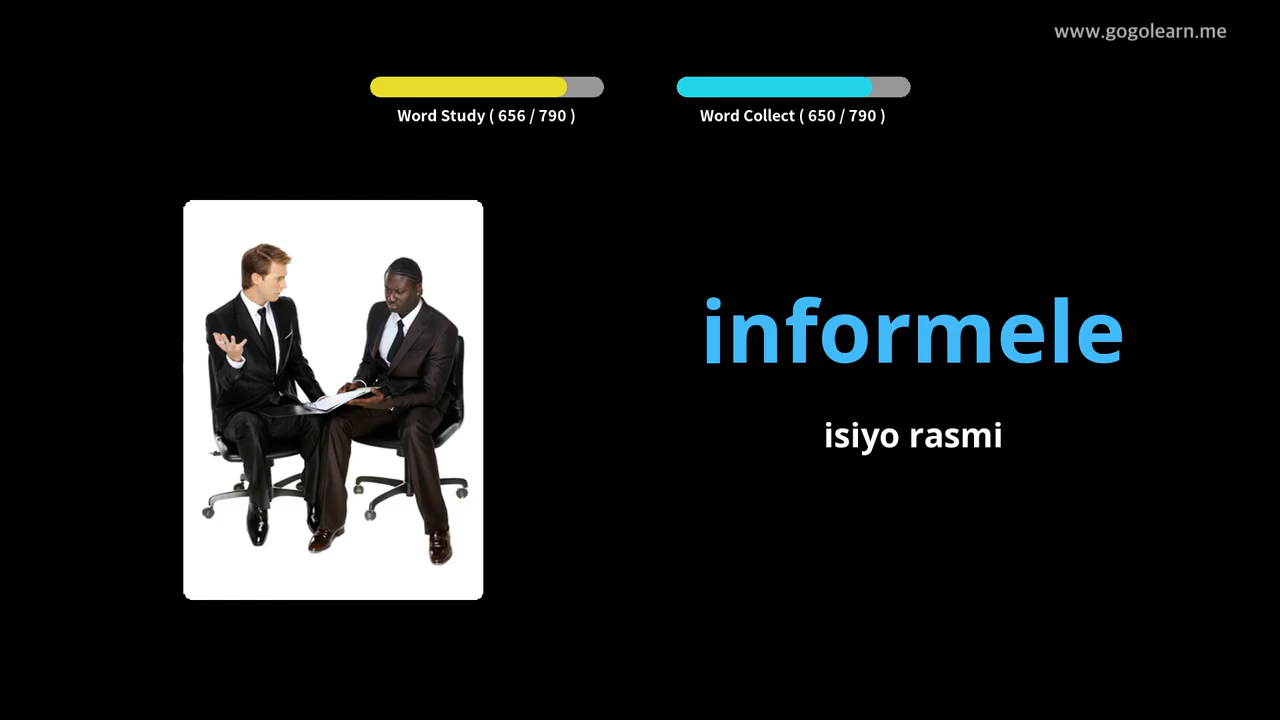 www.gogolearn.me
Word Study ( 656 / 790 )
Word Collect ( 650 / 790 )
informele
isiyo rasmi